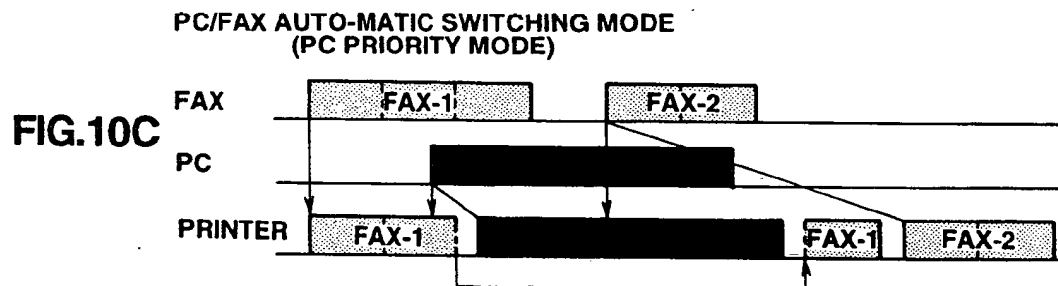 PC/FAX AUTO-MATIC SWITCHING MODE
(PC PRIORITY MODE)
FIG.10C
FAX FAX-1 FAX-2
PC
PRINTER FAX-1 FAX-1 FAX-2